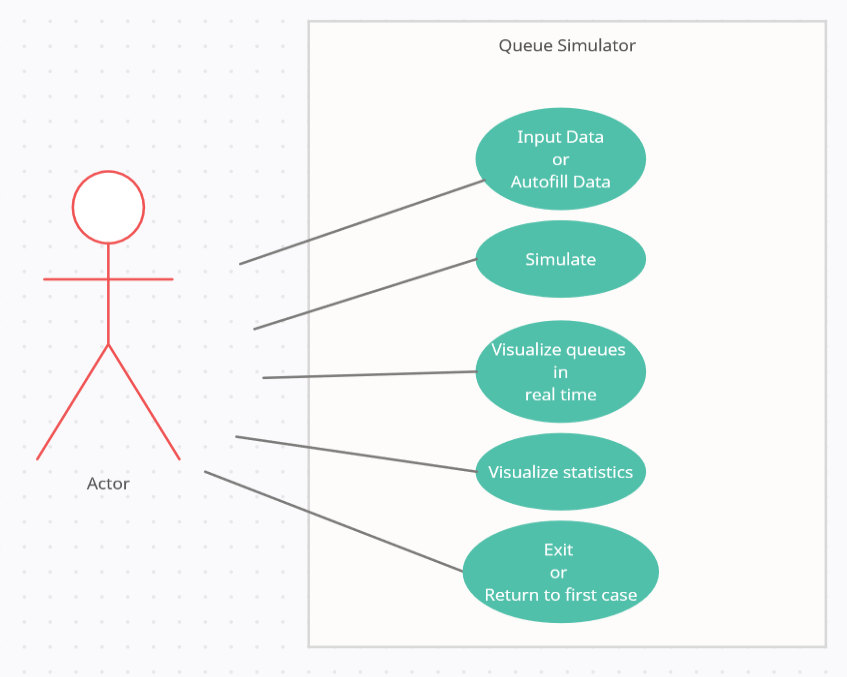 Queue Simulator
Input Data
or
Autofill Data
Simulate
Visualize queues
in
real time
Visualize statistics
Exit
or
Return to first case
Actor